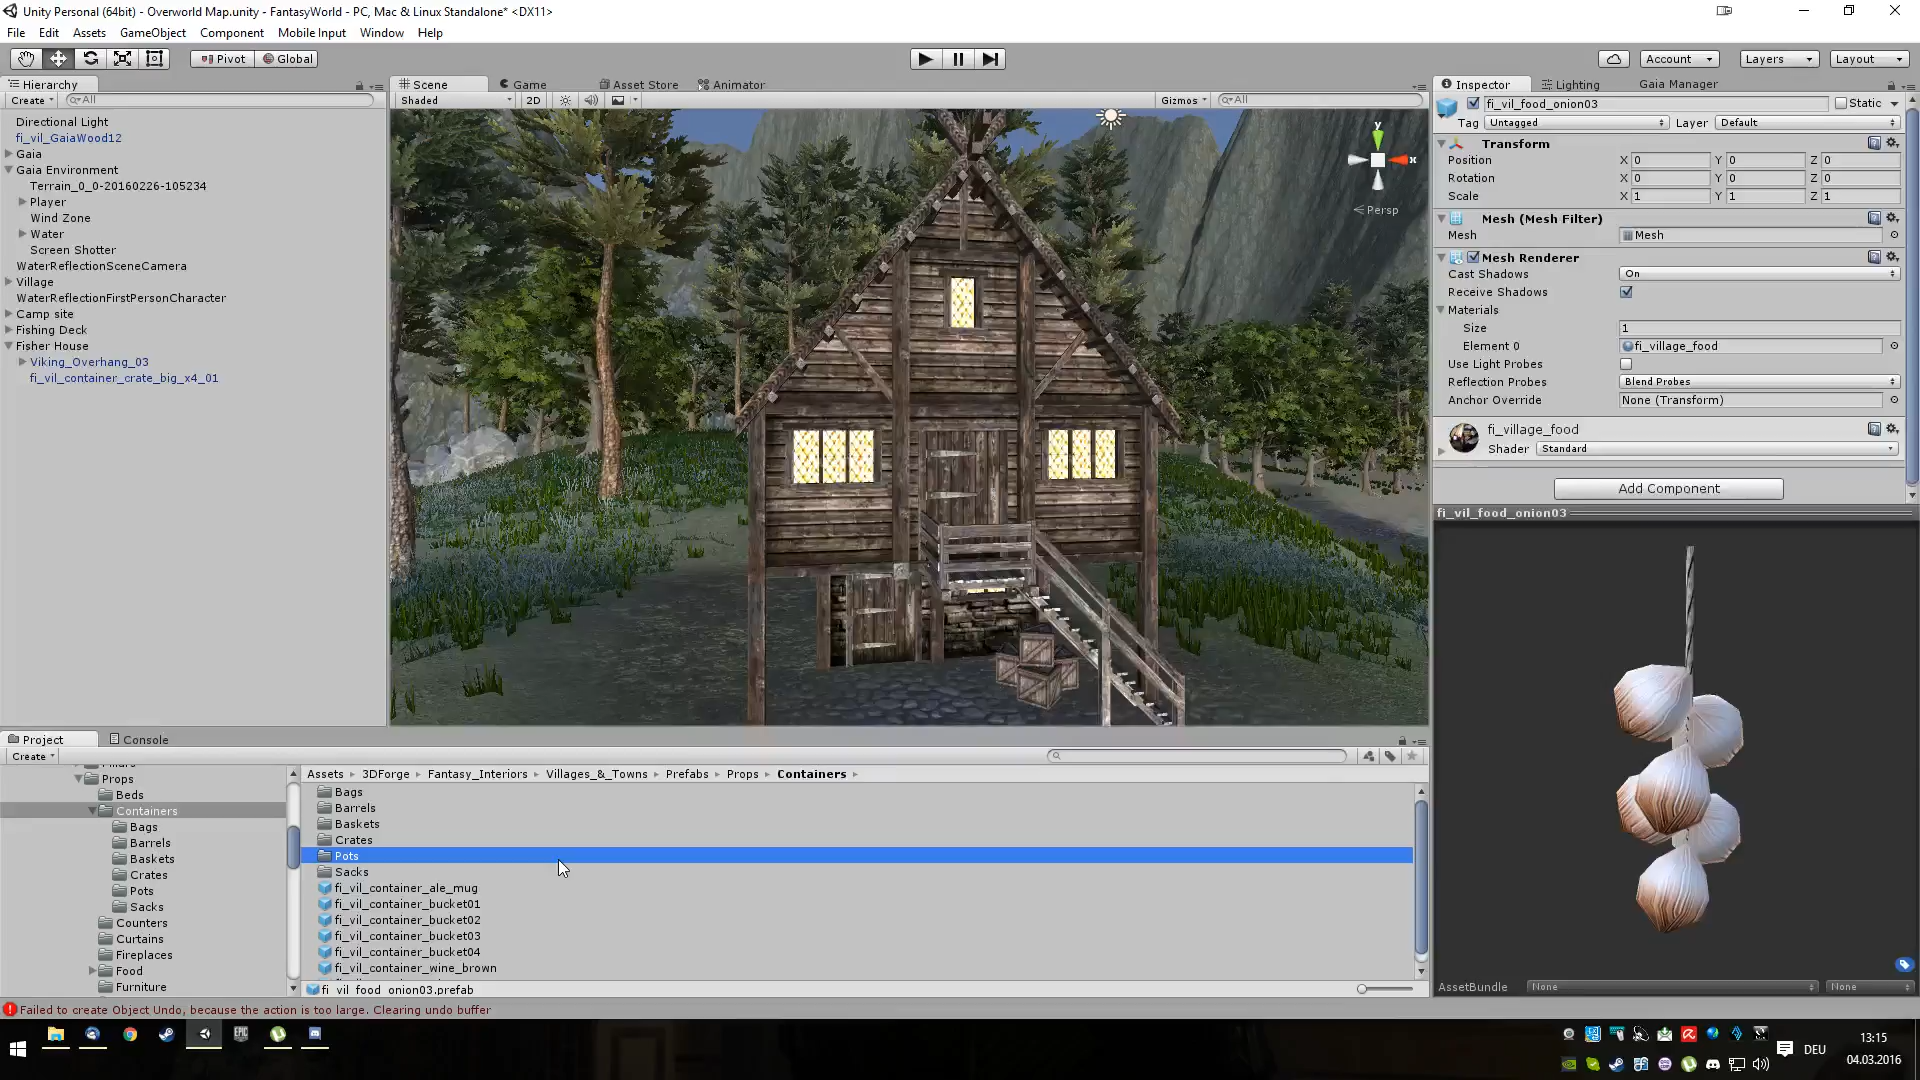 Unity Personal (64bit) - Overworld Map.unity - FantasyWorld - PC, Mac & Linux Standalone* <DX11>
File Edit Assets GameObject Component Mobile Input Window Help
Pivot Global Account Layers Layout
Hierarchy
Create All
Directional Light
fi_vil_GaiaWood12
Gaia
Gaia Environment
Terrain_0_0-20160226-105234
Player
Wind Zone
Water
Screen Shotter
WaterReflectionSceneCamera
Village
WaterReflectionFirstPersonCharacter
Camp site
Fishing Deck
Fisher House
Viking_Overhang_03
fi_vil_container_crate_big_x4_01
Scene Game Asset Store Animator
Shaded 2D Gizmos All
y
x
Persp
Inspector Lighting Gaia Manager
fi_vil_food_onion03 Static
Tag Untagged Layer Default
Transform
Position X 0 Y 0 Z 0
Rotation X 0 Y 0 Z 0
Scale X 1 Y 1 Z 1
Mesh (Mesh Filter)
Mesh Mesh
Mesh Renderer
Cast Shadows On
Receive Shadows
Materials
Size 1
Element 0 fi_village_food
Use Light Probes
Reflection Probes Blend Probes
Anchor Override None (Transform)
fi_village_food
Shader Standard
Add Component
fi_vil_food_onion03
AssetBundle None None
Project Console
Create
Props
Beds
Containers
Bags
Barrels
Baskets
Crates
Pots
Sacks
Counters
Curtains
Fireplaces
Food
Furniture
Assets 3DForge Fantasy_Interiors Villages_&_Towns Prefabs Props Containers
Bags
Barrels
Baskets
Crates
Pots
Sacks
fi_vil_container_ale_mug
fi_vil_container_bucket01
fi_vil_container_bucket02
fi_vil_container_bucket03
fi_vil_container_bucket04
fi_vil_container_wine_brown
fi_vil_food_onion03.prefab
Failed to create Object Undo, because the action is too large. Clearing undo buffer
EPIC
DEU
13:15
04.03.2016